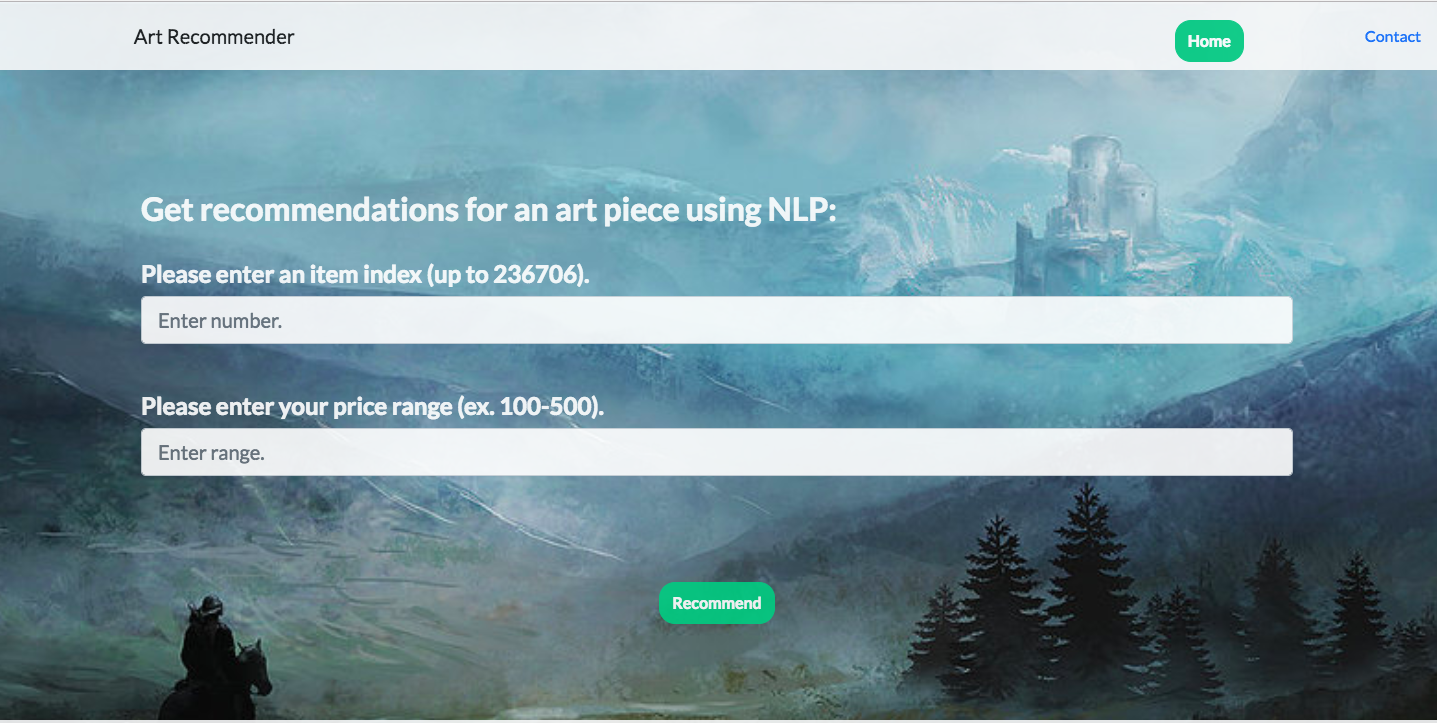 Art Recommender
Home
Contact
Get recommendations for an art piece using NLP:
Please enter an item index (up to 236706).
Enter number.
Please enter your price range (ex. 100-500).
Enter range.
Recommend